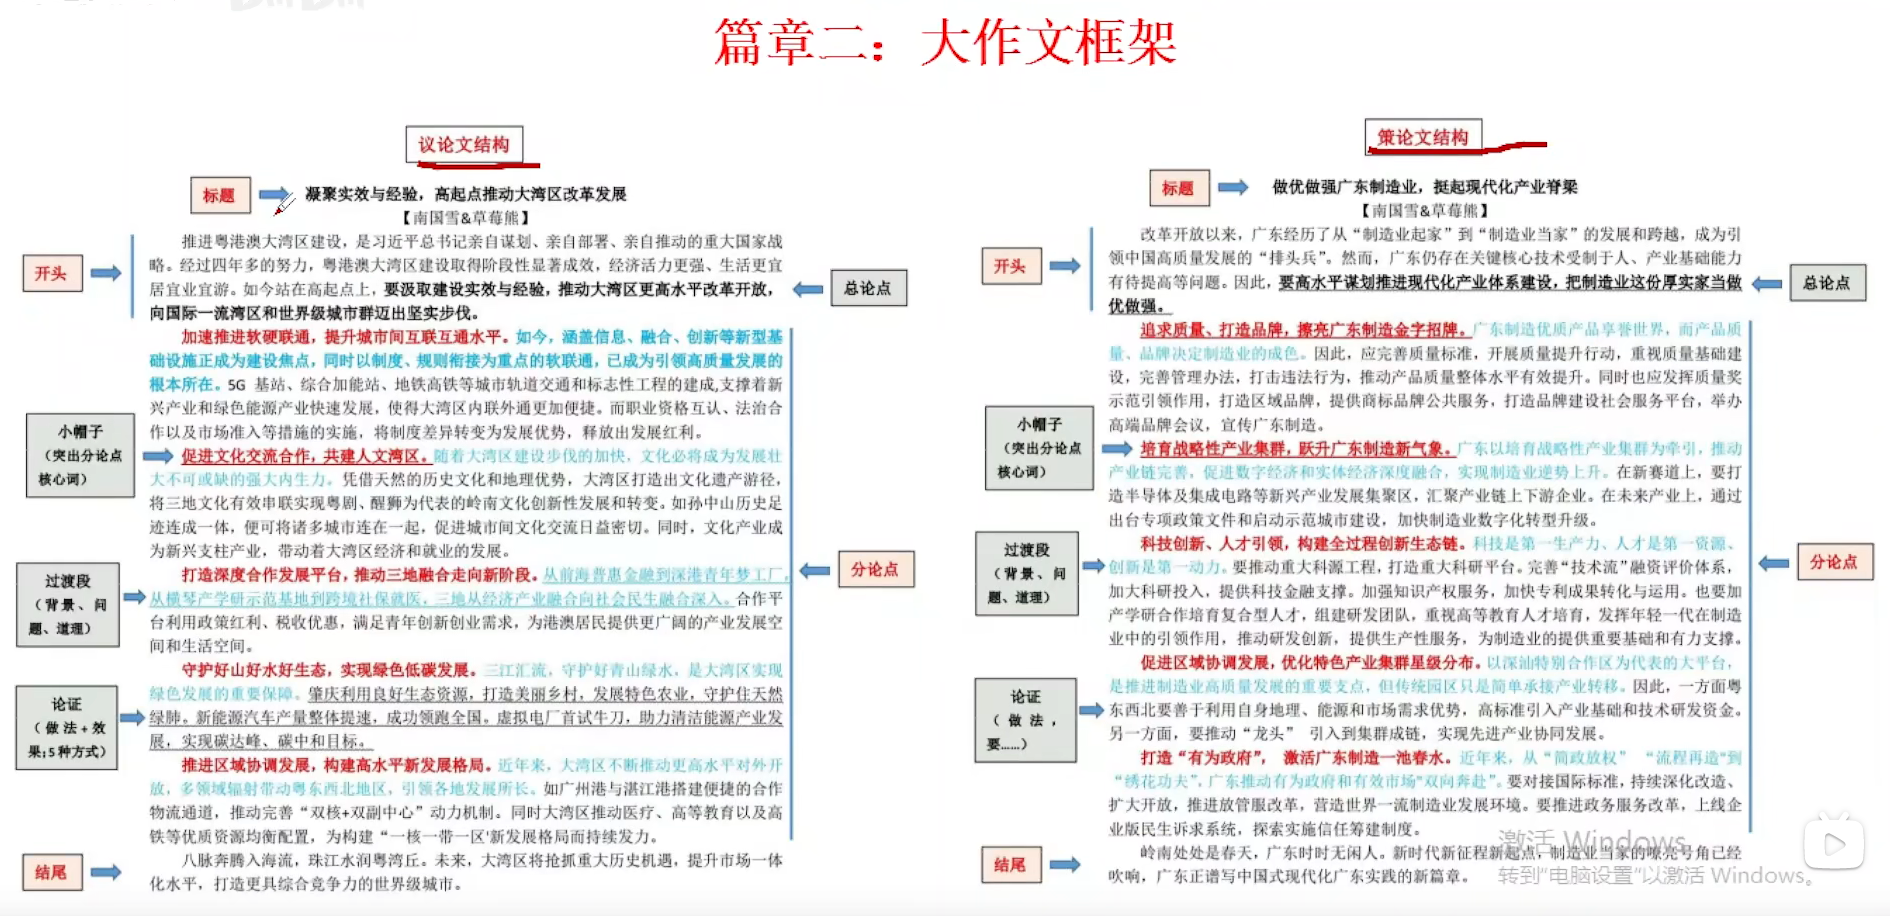 篇章二：大作文框架
议论文结构
标题
凝聚实效与经验，高起点推动大湾区改革发展
【南国雪&草莓熊】
开头
推进粤港澳大湾区建设，是习近平总书记亲自谋划、亲自部署、亲自推动的重大国家战
略。经过四年多的努力，粤港澳大湾区建设取得阶段性显著成效，经济活力更强、生活更宜
居宜业宜游。如今站在高起点上，要汲取建设实效与经验，推动大湾区更高水平改革开放，
向国际一流湾区和世界级城市群迈出坚实步伐。
总论点
加速推进软硬联通，提升城市间互联互通水平。如今，涵盖信息、融合、创新等新型基
础设施正成为建设焦点，同时以制度、规则衔接为重点的软联通，已成为引领高质量发展的
根本所在。5G 基站、综合加能站、地铁高铁等城市轨道交通和标志性工程的建成,支撑着新
兴产业和绿色能源产业快速发展，使得大湾区内联外通更加便捷。而职业资格互认、法治合
作以及市场准入等措施的实施，将制度差异转变为发展优势，释放出发展红利。
小帽子
（突出分论点
核心词）
促进文化交流合作，共建人文湾区。随着大湾区建设步伐的加快，文化必将成为发展壮
大不可或缺的强大内生力。凭借天然的历史文化和地理优势，大湾区打造出文化遗产游径，
将三地文化有效串联实现粤剧、醒狮为代表的岭南文化创新性发展和转变。如孙中山历史足
迹连成一体，便可将诸多城市连在一起，促进城市间文化交流日益密切。同时，文化产业成
为新兴支柱产业，带动着大湾区经济和就业的发展。
过渡段
（背景、问
题、道理）
打造深度合作发展平台，推动三地融合走向新阶段。从前海普惠金融到深港青年梦工厂，
从横琴产学研示范基地到跨境社保就医，三地从经济产业融合向社会民生融合深入。合作平
台利用政策红利、税收优惠，满足青年创新创业需求，为港澳居民提供更广阔的产业发展空
间和生活空间。
分论点
守护好山好水好生态，实现绿色低碳发展。三江汇流，守护好青山绿水，是大湾区实现
绿色发展的重要保障。肇庆利用良好生态资源，打造美丽乡村，发展特色农业，守护住天然
绿肺。新能源汽车产量整体提速，成功领跑全国。虚拟电厂首试牛刀，助力清洁能源产业发
展，实现碳达峰、碳中和目标。
论证
（做法+效
果;5种方式）
推进区域协调发展，构建高水平新发展格局。近年来，大湾区不断推动更高水平对外开
放，多领域辐射带动粤东西北地区，引领各地发展所长。如广州港与湛江港搭建便捷的合作
物流通道，推动完善“双核+双副中心”动力机制。同时大湾区推动医疗、高等教育以及高
铁等优质资源均衡配置，为构建“一核一带一区'新发展格局而持续发力。
结尾
八脉奔腾入海流，珠江水润粤湾丘。未来，大湾区将抢抓重大历史机遇，提升市场一体
化水平，打造更具综合竞争力的世界级城市。
策论文结构
标题
做优做强广东制造业，挺起现代化产业脊梁
【南国雪&草莓熊】
开头
改革开放以来，广东经历了从“制造业起家”到“制造业当家”的发展和跨越，成为引
领中国高质量发展的“排头兵”。然而，广东仍存在关键核心技术受制于人、产业基础能力
有待提高等问题。因此，要高水平谋划推进现代化产业体系建设，把制造业这份厚实家当做
优做强。
总论点
追求质量、打造品牌，擦亮广东制造金字招牌。广东制造优质产品享誉世界，而产品质
量、品牌决定制造业的成色。因此，应完善质量标准，开展质量提升行动，重视质量基础建
设，完善管理办法，打击违法行为，推动产品质量整体水平有效提升。同时也应发挥质量奖
示范引领作用，打造区域品牌，提供商标品牌公共服务，打造品牌建设社会服务平台，举办
高端品牌会议，宣传广东制造。
小帽子
（突出分论点
核心词）
培育战略性产业集群，跃升广东制造新气象。广东以培育战略性产业集群为牵引，推动
产业链完善，促进数字经济和实体经济深度融合，实现制造业逆势上升。在新赛道上，要打
造半导体及集成电路等新兴产业发展集聚区，汇聚产业链上下游企业。在未来产业上，通过
出台专项政策文件和启动示范城市建设，加快制造业数字化转型升级。
过渡段
（背景、问
题、道理）
科技创新、人才引领，构建全过程创新生态链。科技是第一生产力、人才是第一资源、
创新是第一动力。要推动重大科源工程，打造重大科研平台。完善“技术流”融资评价体系，
加大科研投入，提供科技金融支撑。加强知识产权服务，加快专利成果转化与运用。也要加
产学研合作培育复合型人才，组建研发团队，重视高等教育人才培育，发挥年轻一代在制造
业中的引领作用，推动研发创新，提供生产性服务，为制造业的提供重要基础和有力支撑。
分论点
促进区域协调发展，优化特色产业集群星级分布。以深汕特别合作区为代表的大平台，
是推进制造业高质量发展的重要支点，但传统园区只是简单承接产业转移。因此，一方面粤
东西北要善于利用自身地理、能源和市场需求优势，高标准引入产业基础和技术研发资金。
另一方面，要推动“龙头” 引入到集群成链，实现先进产业协同发展。
论证
（做法，
要……）
打造“有为政府”，激活广东制造一池春水。近年来，从“简政放权” “流程再造”到
“绣花功夫”，广东推动有为政府和有效市场“双向奔赴”。要对接国际标准，持续深化改造、
扩大开放，推进放管服改革，营造世界一流制造业发展环境。要推进政务服务改革，上线企
业版民生诉求系统，探索实施信任筹建制度。
结尾
岭南处处是春天，广东时时无闲人。新时代新征程新起点，制造业当家的嘹亮号角已经
吹响，广东正谱写中国式现代化广东实践的新篇章。
激活 Windows
转到“电脑设置”以激活 Windows。